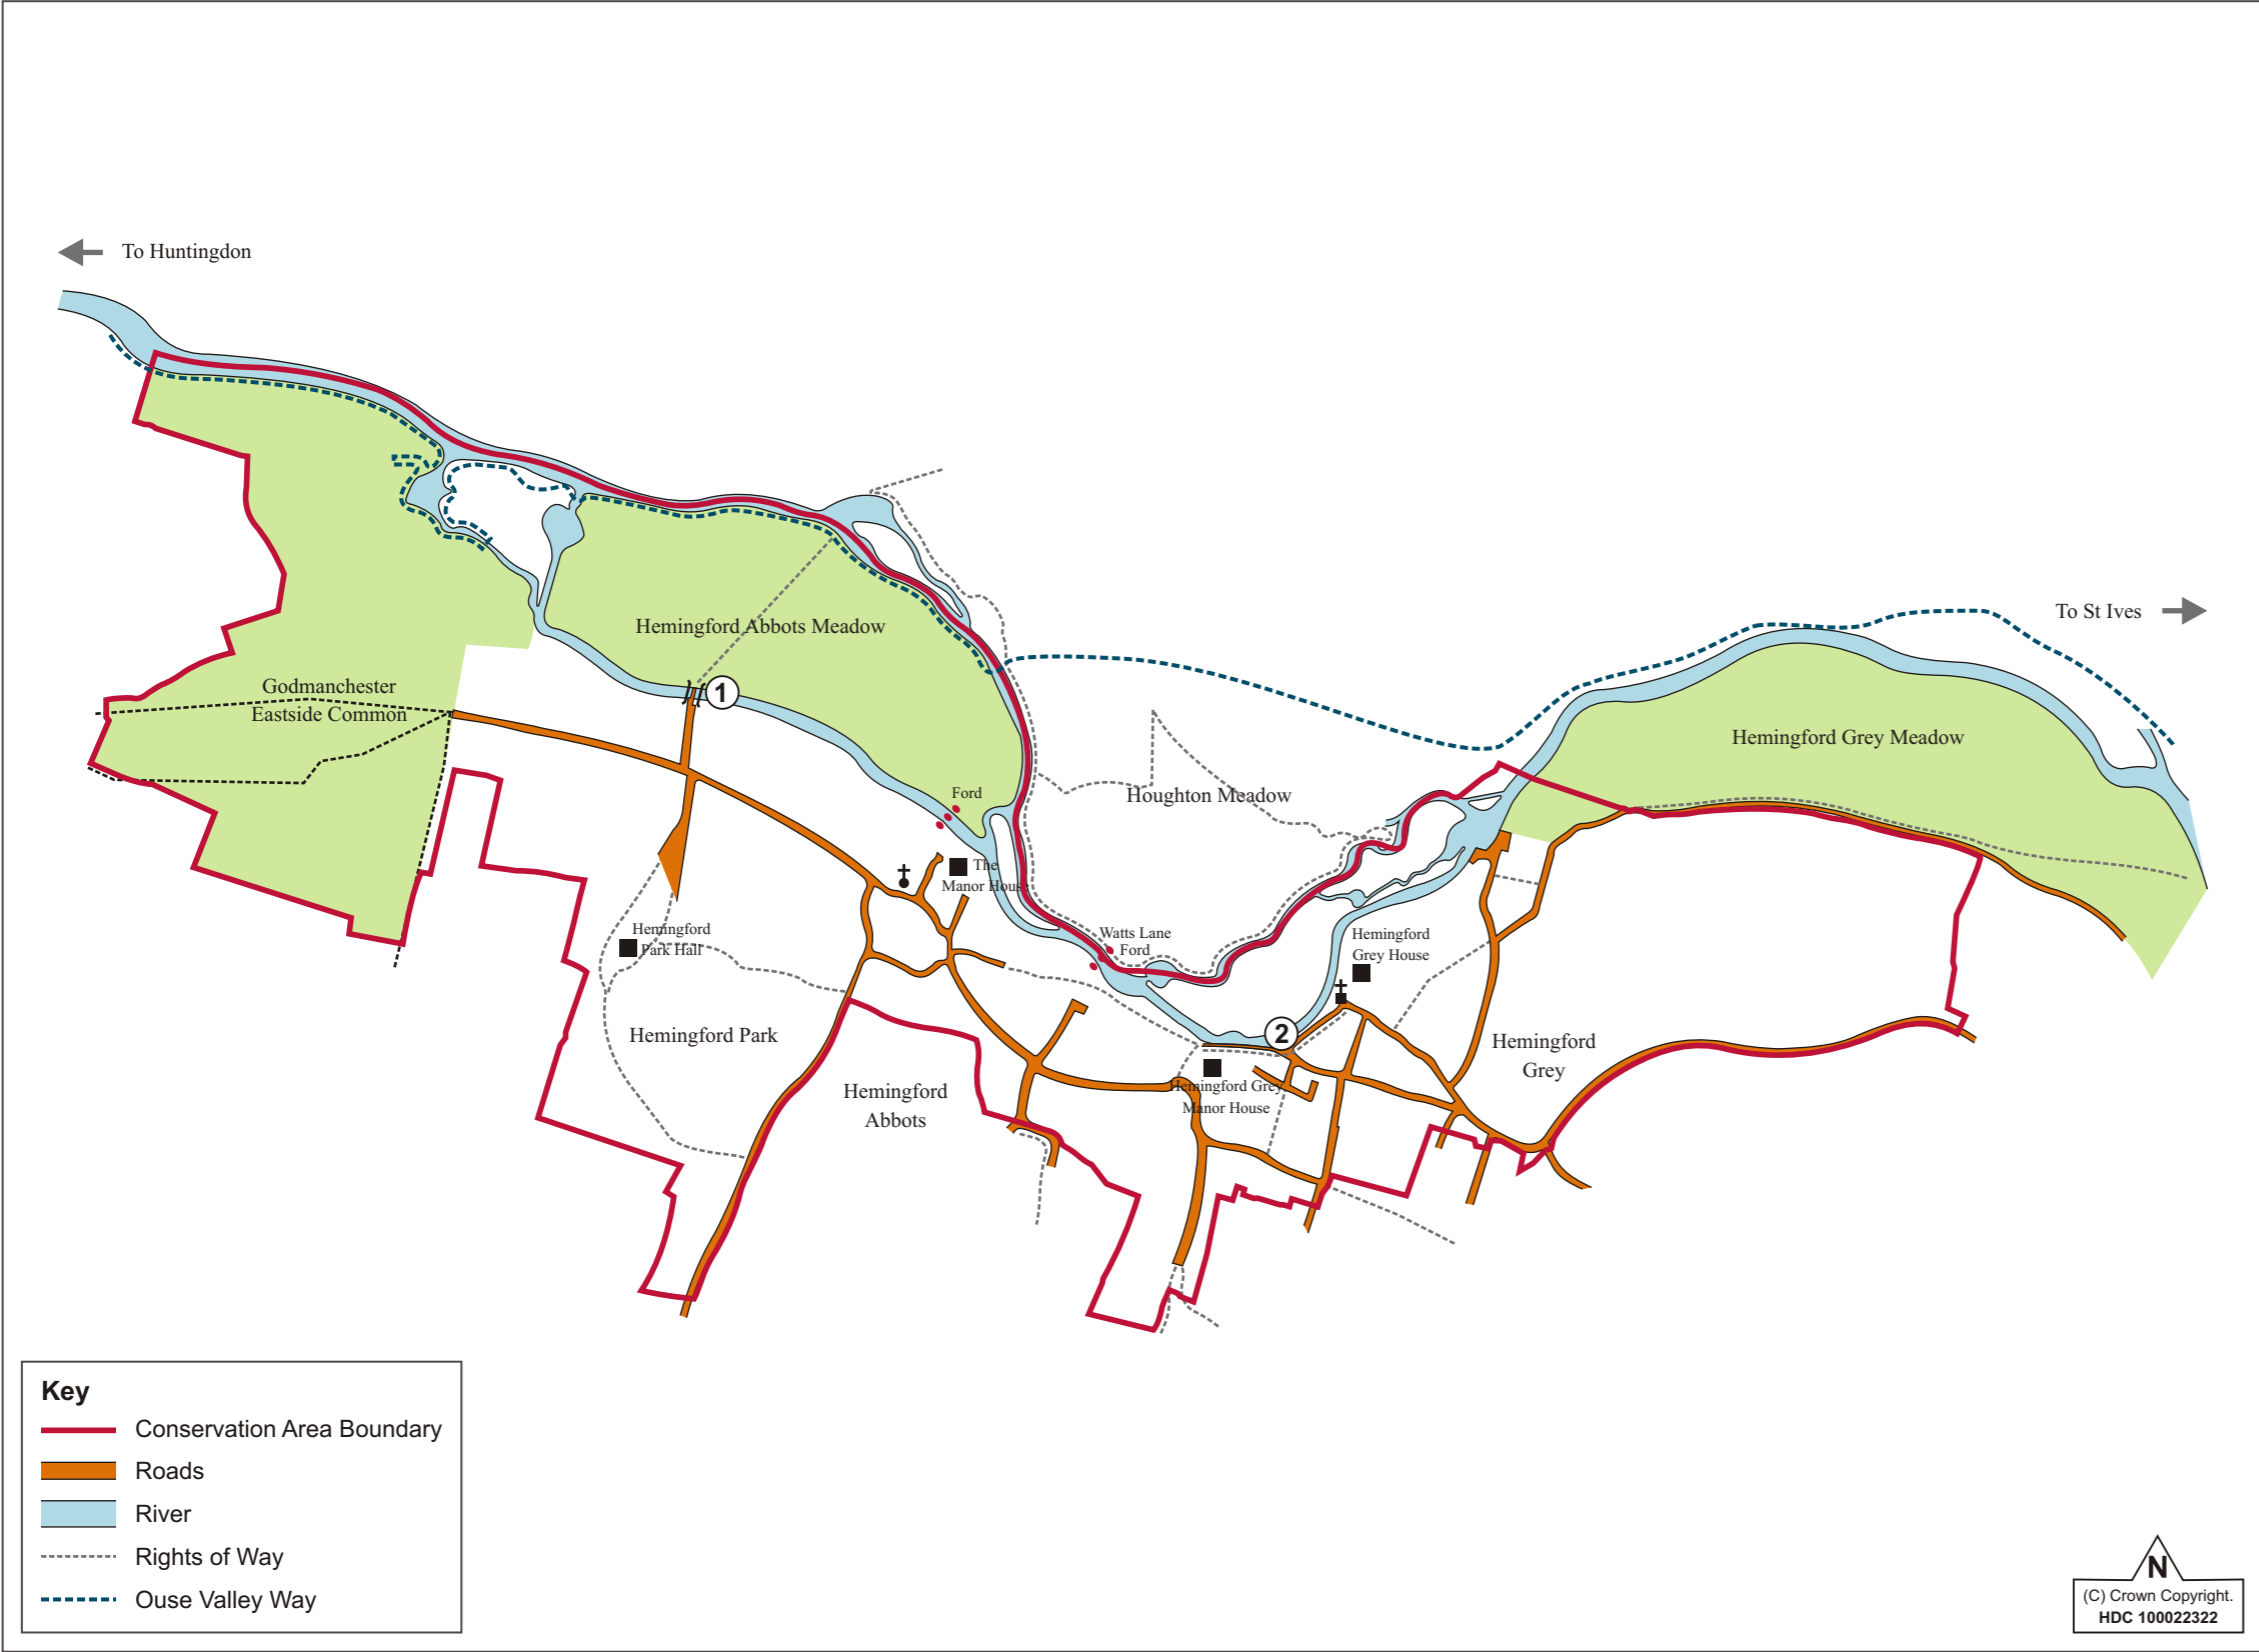 To Huntingdon
To St Ives
Hemingford Abbots Meadow
Godmanchester
Eastside Common
1
Hemingford Grey Meadow
Ford
Houghton Meadow
The
Manor House
Watts Lane
Ford
Hemingford
Park Hall
Hemingford
Grey House
Hemingford Park
2
Hemingford
Grey
Hemingford
Abbots
Hemingford Grey
Manor House
Key
Conservation Area Boundary
Roads
River
Rights of Way
Ouse Valley Way
N
(C) Crown Copyright.
HDC 100022322